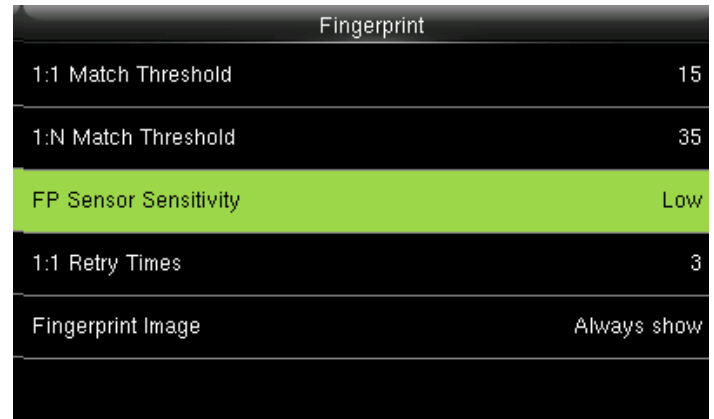 Fingerprint
1:1 Match Threshold 15
1:N Match Threshold 35
FP Sensor Sensitivity Low
1:1 Retry Times 3
Fingerprint Image Always show